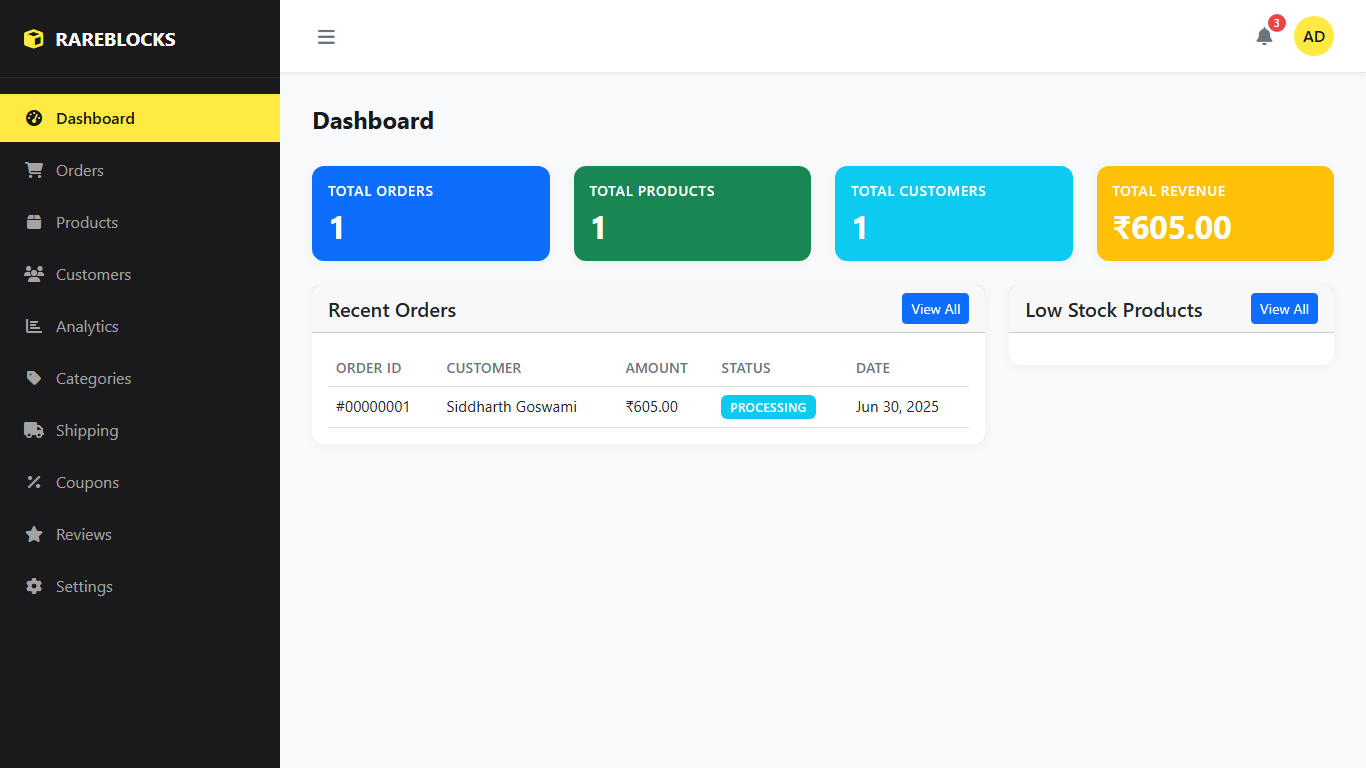 RAREBLOCKS
3
AD
Dashboard
Orders
Products
Customers
Analytics
Categories
Shipping
Coupons
Reviews
Settings
Dashboard
TOTAL ORDERS
1
TOTAL PRODUCTS
1
TOTAL CUSTOMERS
1
TOTAL REVENUE
₹605.00
Recent Orders View All
ORDER ID CUSTOMER AMOUNT STATUS DATE
#00000001 Siddharth Goswami ₹605.00 PROCESSING Jun 30, 2025
Low Stock Products View All